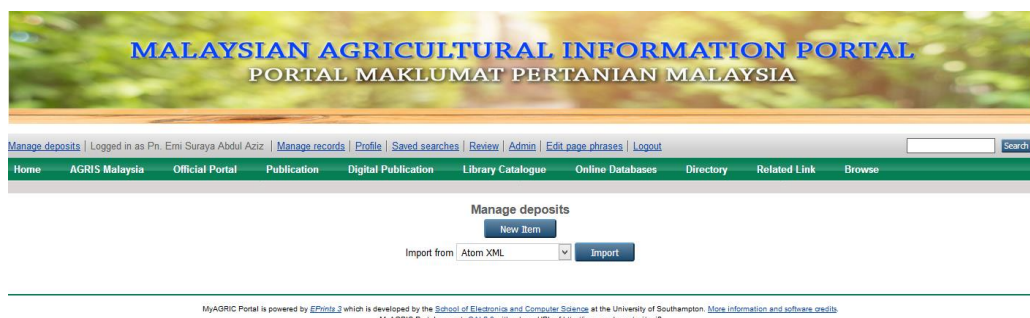 MALAYSIAN AGRICULTURAL INFORMATION PORTAL
PORTAL MAKLUMAT PERTANIAN MALAYSIA
Manage deposits | Logged in as Pn. Erni Suraya Abdul Aziz | Manage records | Profile | Saved searches | Review | Admin | Edit page phrases | Logout Search
Home AGRIS Malaysia Official Portal Publication Digital Publication Library Catalogue Online Databases Directory Related Link Browse
Manage deposits
New Item
Import from Atom XML Import
MyAGRIC Portal is powered by EPrints 3 which is developed by the School of Electronics and Computer Science at the University of Southampton. More information and software credits.